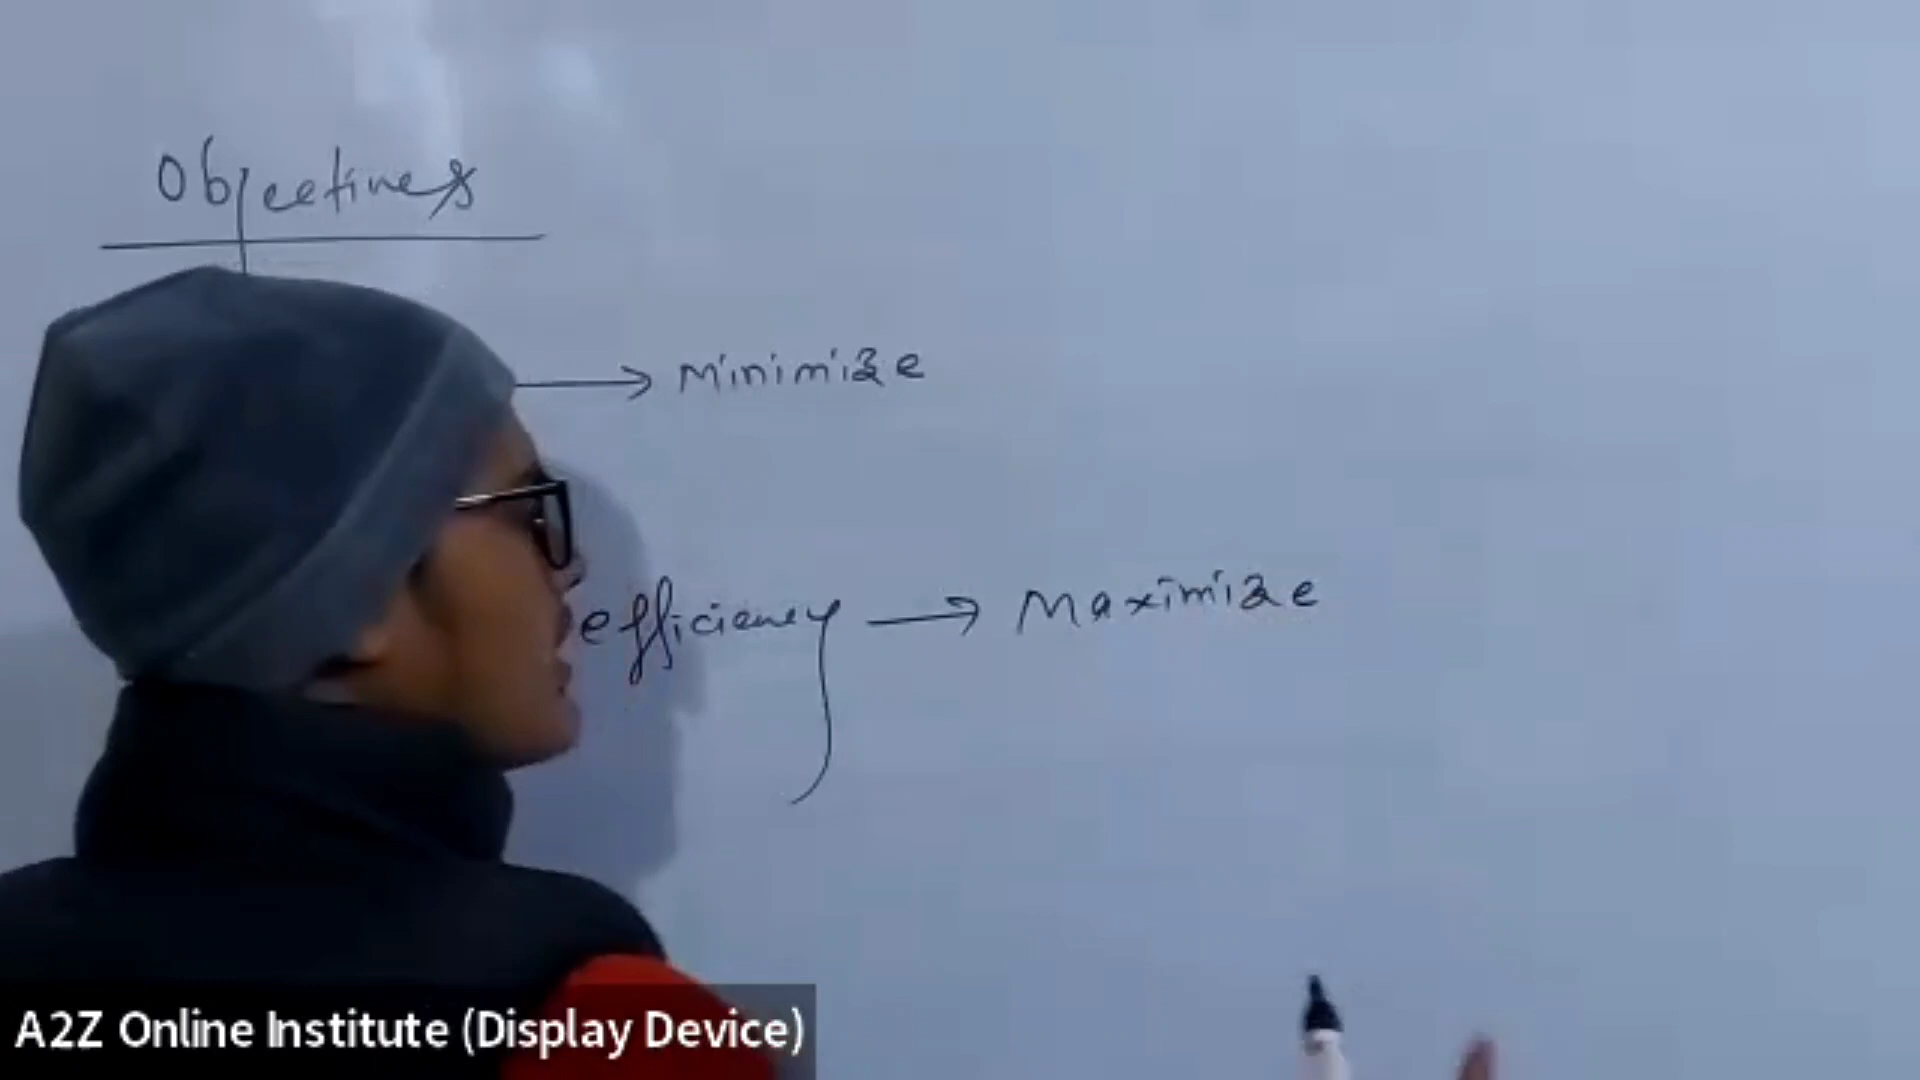 Objectives
→ Minimize
efficiency → Maximize
A2Z Online Institute (Display Device)